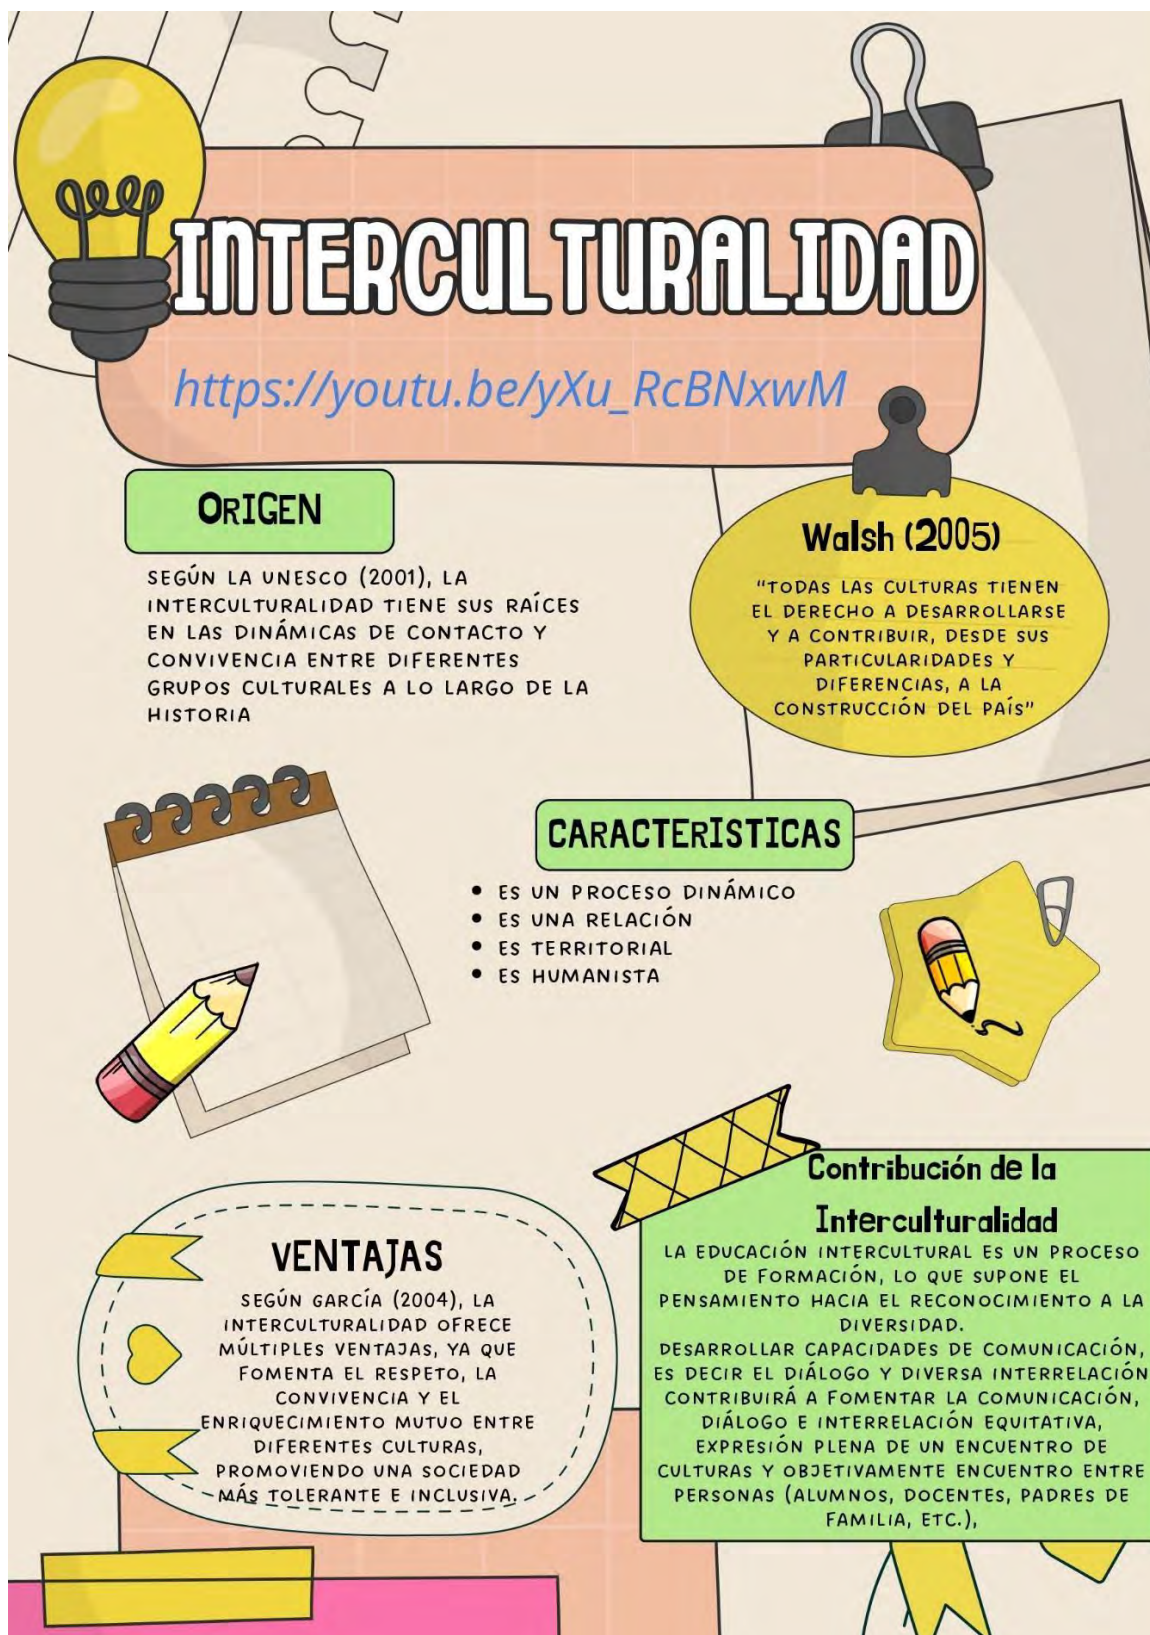 INTERCULTURALIDAD
https://youtu.be/yXu_RcBNxwM
ORIGEN
SEGÚN LA UNESCO (2001), LA
INTERCULTURALIDAD TIENE SUS RAÍCES
EN LAS DINÁMICAS DE CONTACTO Y
CONVIVENCIA ENTRE DIFERENTES
GRUPOS CULTURALES A LO LARGO DE LA
HISTORIA
Walsh (2005)
"TODAS LAS CULTURAS TIENEN
EL DERECHO A DESARROLLARSE
Y A CONTRIBUIR, DESDE SUS
PARTICULARIDADES Y
DIFERENCIAS, A LA
CONSTRUCCIÓN DEL PAÍS"
CARACTERISTICAS
• ES UN PROCESO DINÁMICO
• ES UNA RELACIÓN
• ES TERRITORIAL
• ES HUMANISTA
VENTAJAS
SEGÚN GARCÍA (2004), LA
INTERCULTURALIDAD OFRECE
MÚLTIPLES VENTAJAS, YA QUE
FOMENTA EL RESPETO, LA
CONVIVENCIA Y EL
ENRIQUECIMIENTO MUTUO ENTRE
DIFERENTES CULTURAS,
PROMOVIENDO UNA SOCIEDAD
MÁS TOLERANTE E INCLUSIVA.
Contribución de la
Interculturalidad
LA EDUCACIÓN INTERCULTURAL ES UN PROCESO
DE FORMACIÓN, LO QUE SUPONE EL
PENSAMIENTO HACIA EL RECONOCIMIENTO A LA
DIVERSIDAD.
DESARROLLAR CAPACIDADES DE COMUNICACIÓN,
ES DECIR EL DIÁLOGO Y DIVERSA INTERRELACIÓN
CONTRIBUIRÁ A FOMENTAR LA COMUNICACIÓN,
DIÁLOGO E INTERRELACIÓN EQUITATIVA,
EXPRESIÓN PLENA DE UN ENCUENTRO DE
CULTURAS Y OBJETIVAMENTE ENCUENTRO ENTRE
PERSONAS (ALUMNOS, DOCENTES, PADRES DE
FAMILIA, ETC.),